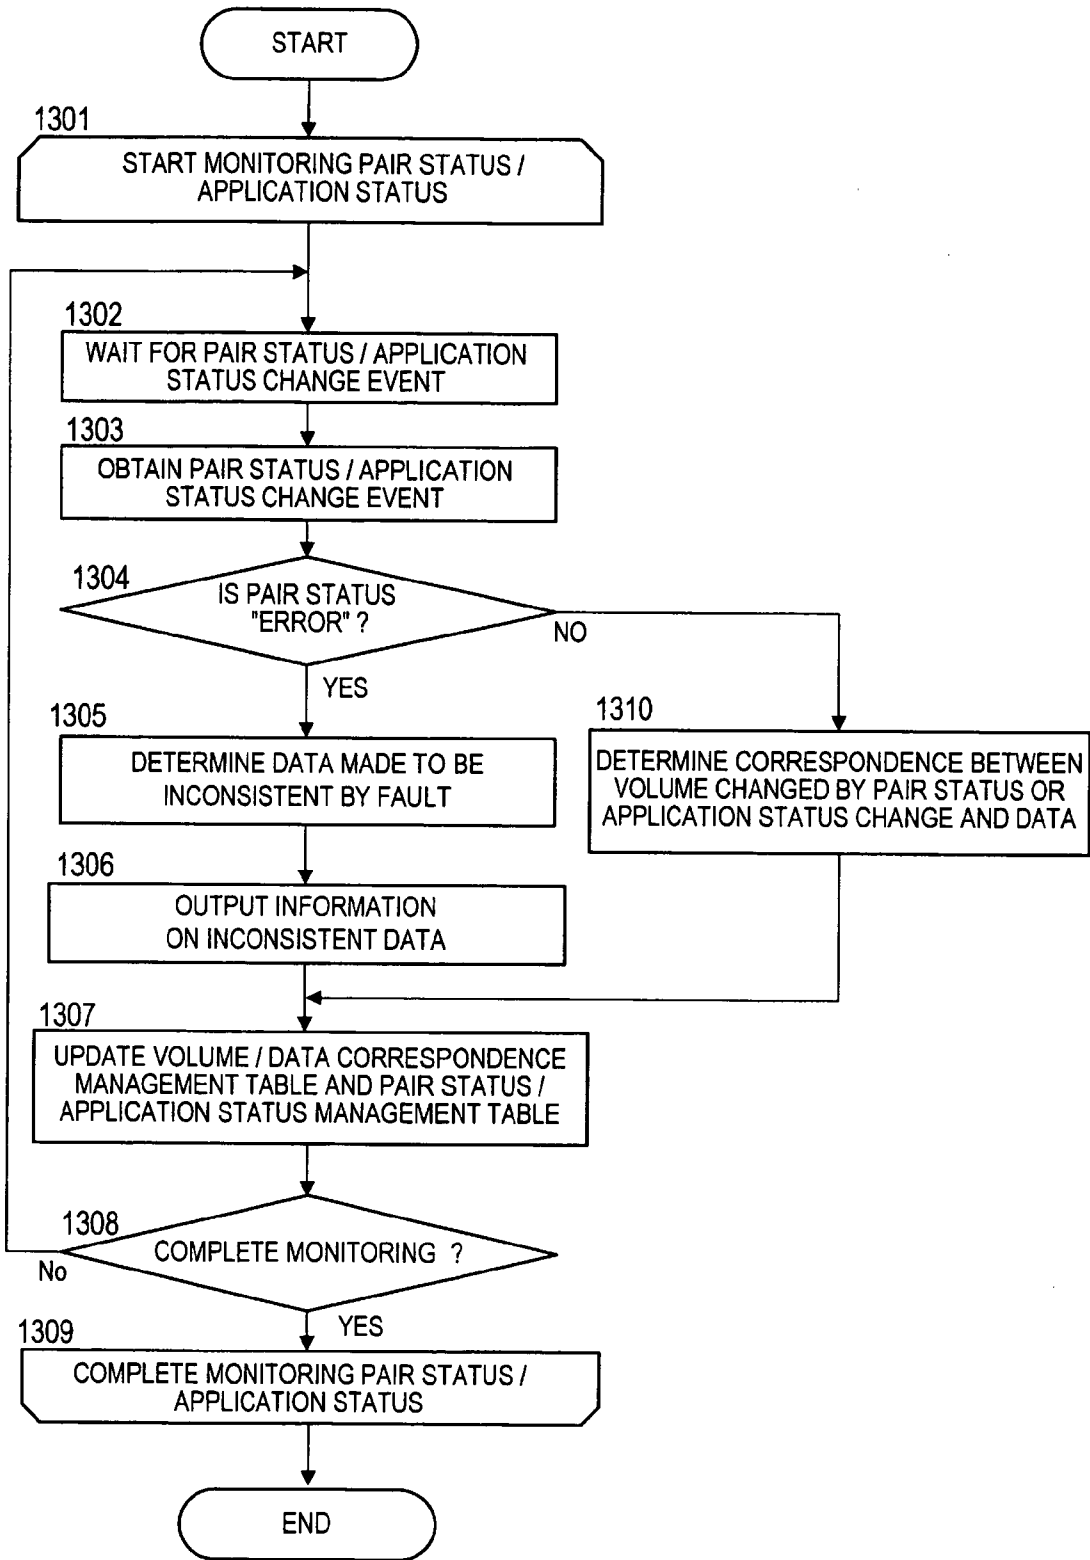 START
1301
START MONITORING PAIR STATUS /
APPLICATION STATUS
1302
WAIT FOR PAIR STATUS / APPLICATION
STATUS CHANGE EVENT
1303
OBTAIN PAIR STATUS / APPLICATION
STATUS CHANGE EVENT
1304
IS PAIR STATUS
"ERROR" ?
NO
YES
1305
DETERMINE DATA MADE TO BE
INCONSISTENT BY FAULT
1310
DETERMINE CORRESPONDENCE BETWEEN
VOLUME CHANGED BY PAIR STATUS OR
APPLICATION STATUS CHANGE AND DATA
1306
OUTPUT INFORMATION
ON INCONSISTENT DATA
1307
UPDATE VOLUME / DATA CORRESPONDENCE
MANAGEMENT TABLE AND PAIR STATUS /
APPLICATION STATUS MANAGEMENT TABLE
1308
COMPLETE MONITORING ?
No
YES
1309
COMPLETE MONITORING PAIR STATUS /
APPLICATION STATUS
END